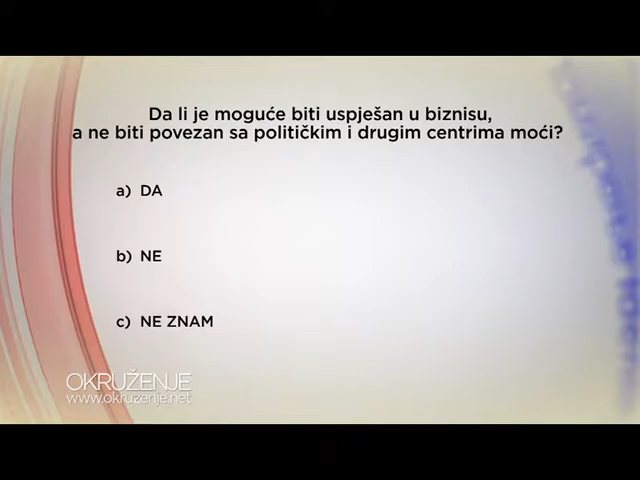 Da li je moguće biti uspješan u biznisu,
a ne biti povezan sa političkim i drugim centrima moći?
a) DA
b) NE
c) NE ZNAM
OKRUŽENJE
www.okruzenje.net